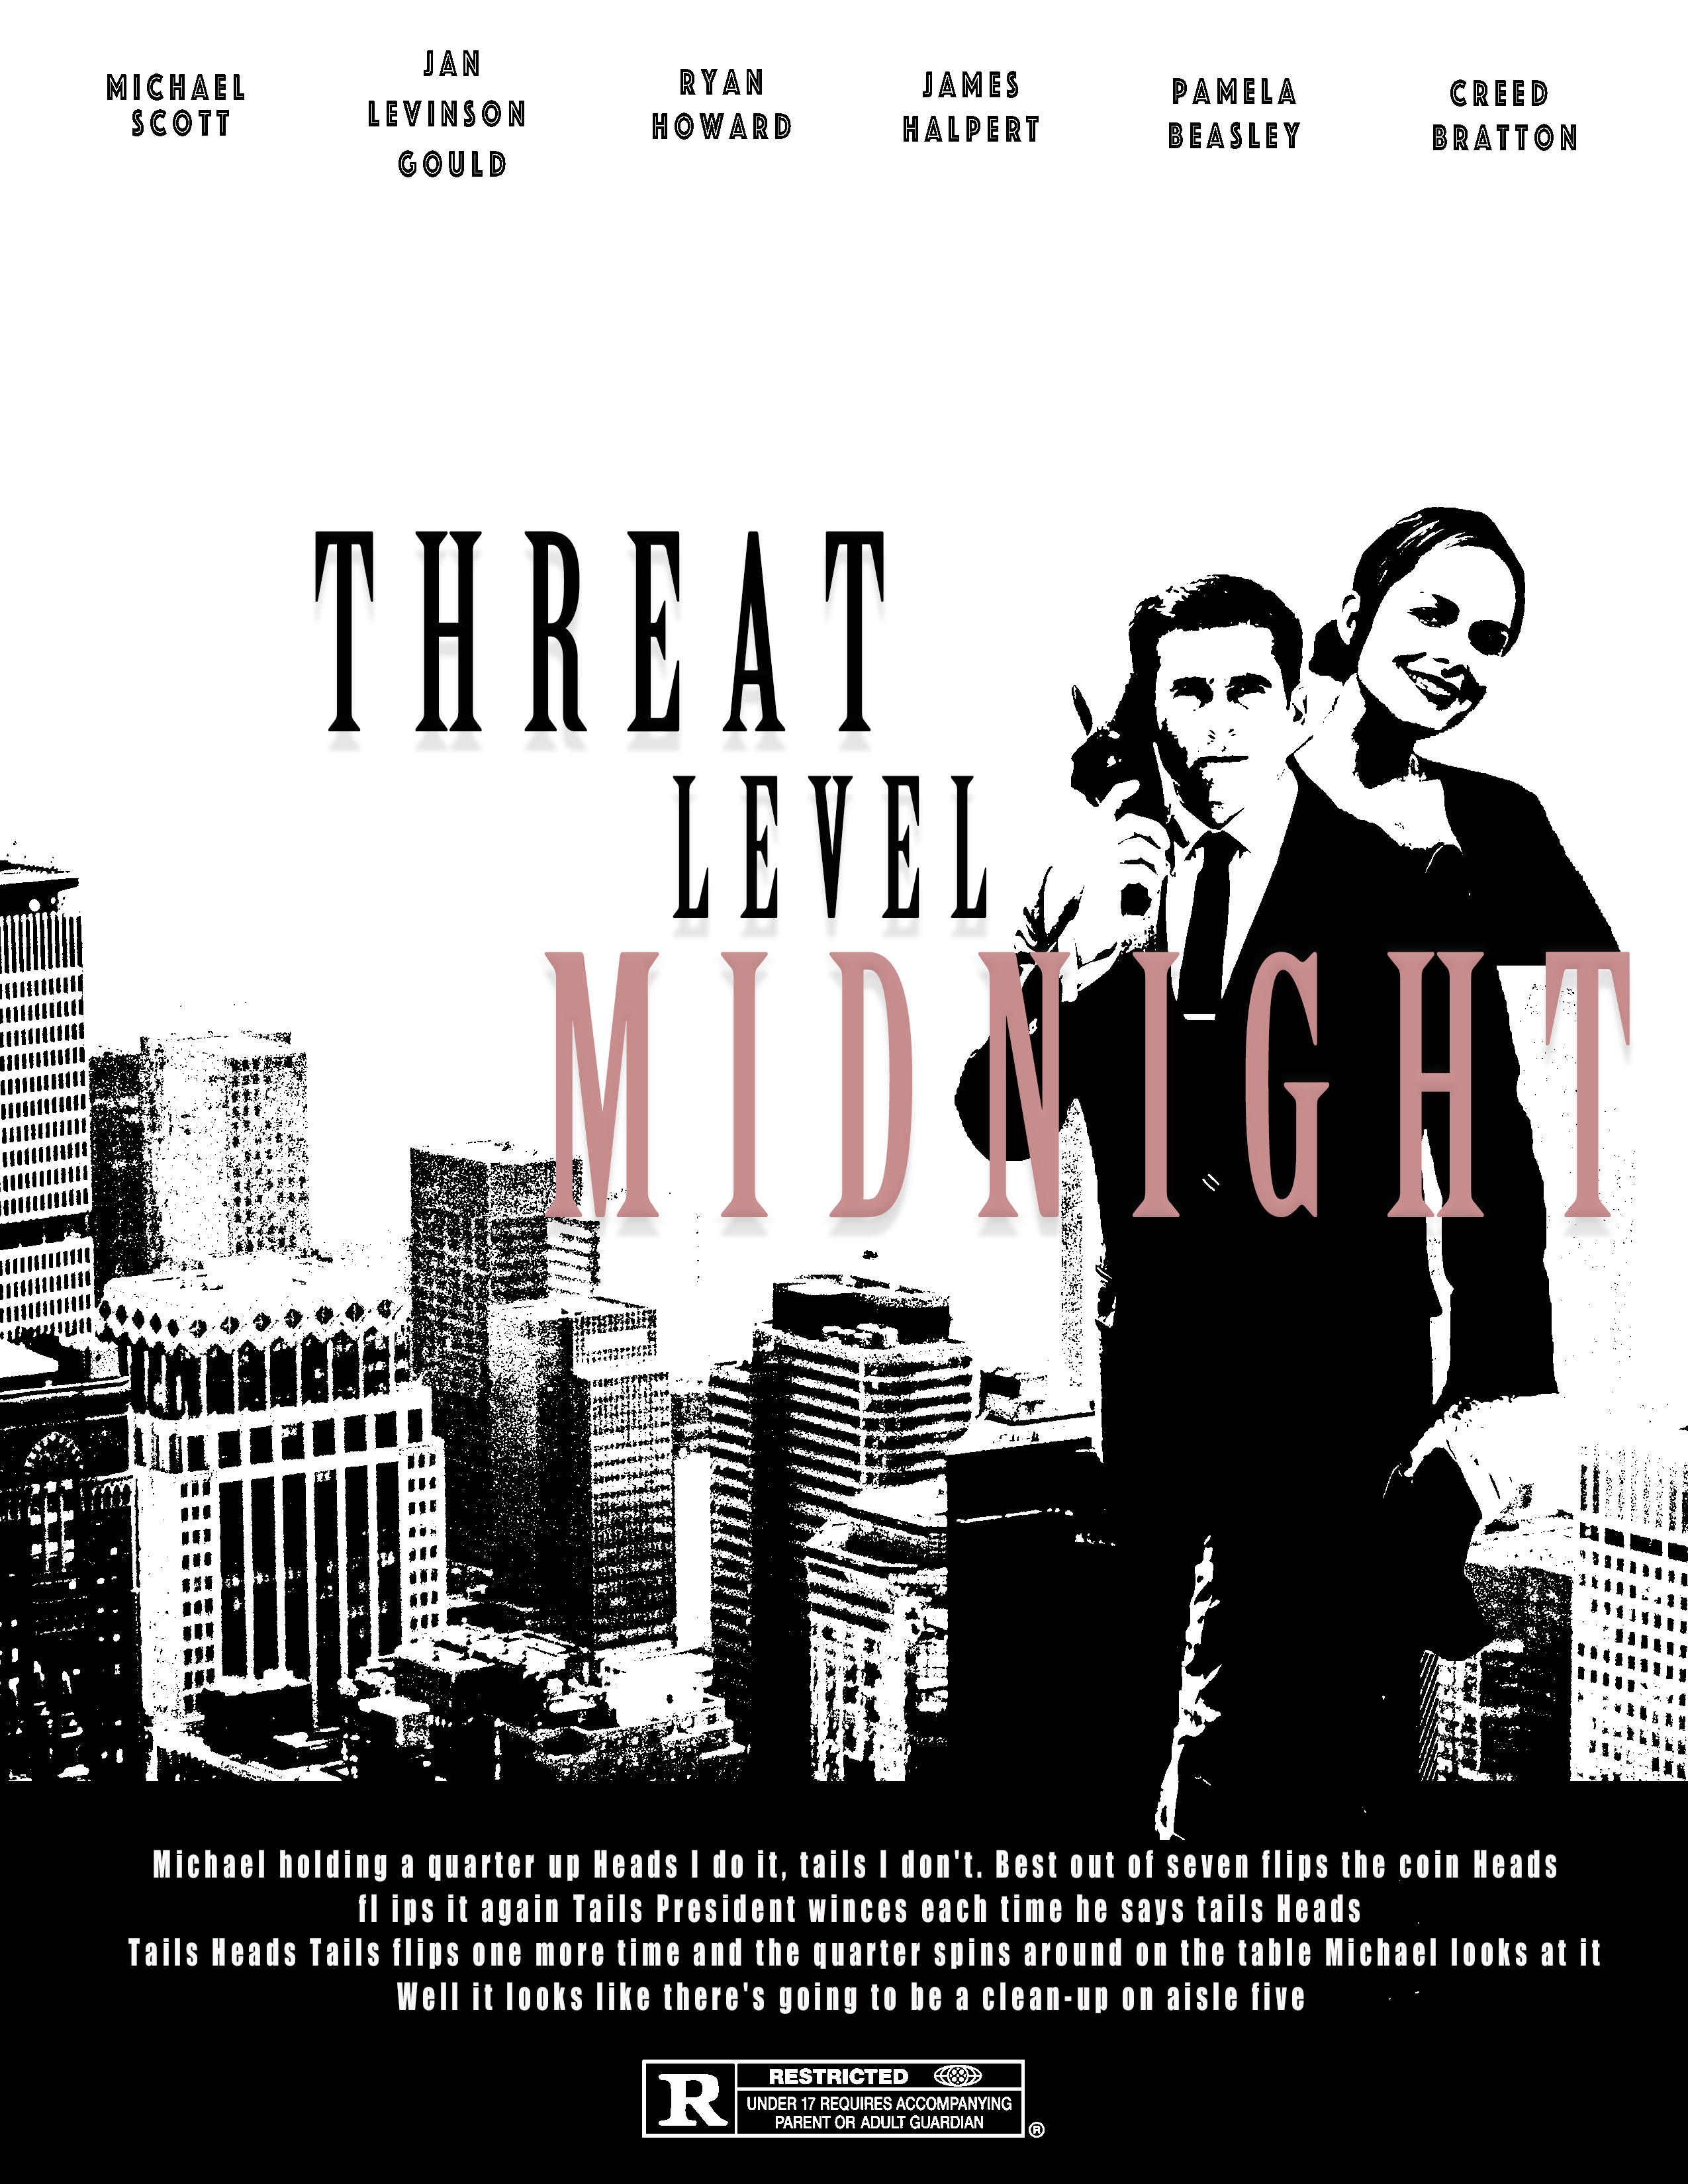 MICHAEL
SCOTT
JAN
LEVINSON
GOULD
RYAN
HOWARD
JAMES
HALPERT
PAMELA
BEASLEY
CREED
BRATTON
THREAT
LEVEL
MIDNIGHT
Michael holding a quarter up Heads I do it, tails I don't. Best out of seven flips the coin Heads
fl ips it again Tails President winces each time he says tails Heads
Tails Heads Tails flips one more time and the quarter spins around on the table Michael looks at it
Well it looks like there's going to be a clean-up on aisle five
R
RESTRICTED
UNDER 17 REQUIRES ACCOMPANYING
PARENT OR ADULT GUARDIAN
®